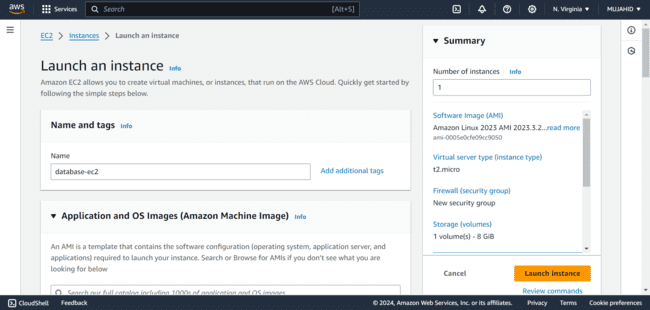 aws
Services
Search
[Alt+S]
N. Virginia
MUJAHID
EC2
Instances
Launch an instance
Launch an instance Info
Amazon EC2 allows you to create virtual machines, or instances, that run on the AWS Cloud. Quickly get started by
following the simple steps below.
Name and tags Info
Name
database-ec2
Add additional tags
Application and OS Images (Amazon Machine Image) Info
An AMI is a template that contains the software configuration (operating system, application server, and
applications) required to launch your instance. Search or Browse for AMIs if you don't see what you are
looking for below
Search our full catalog including 1000s of application and OS images
Summary
Number of instances Info
1
Software Image (AMI)
Amazon Linux 2023 AMI 2023.3.2...read more
ami-0005e0cfe09cc9050
Virtual server type (instance type)
t2.micro
Firewall (security group)
New security group
Storage (volumes)
1 volume(s) - 8 GiB
Cancel
Launch instance
Review commands
CloudShell
Feedback
© 2024, Amazon Web Services, Inc. or its affiliates.
Privacy
Terms
Cookie preferences